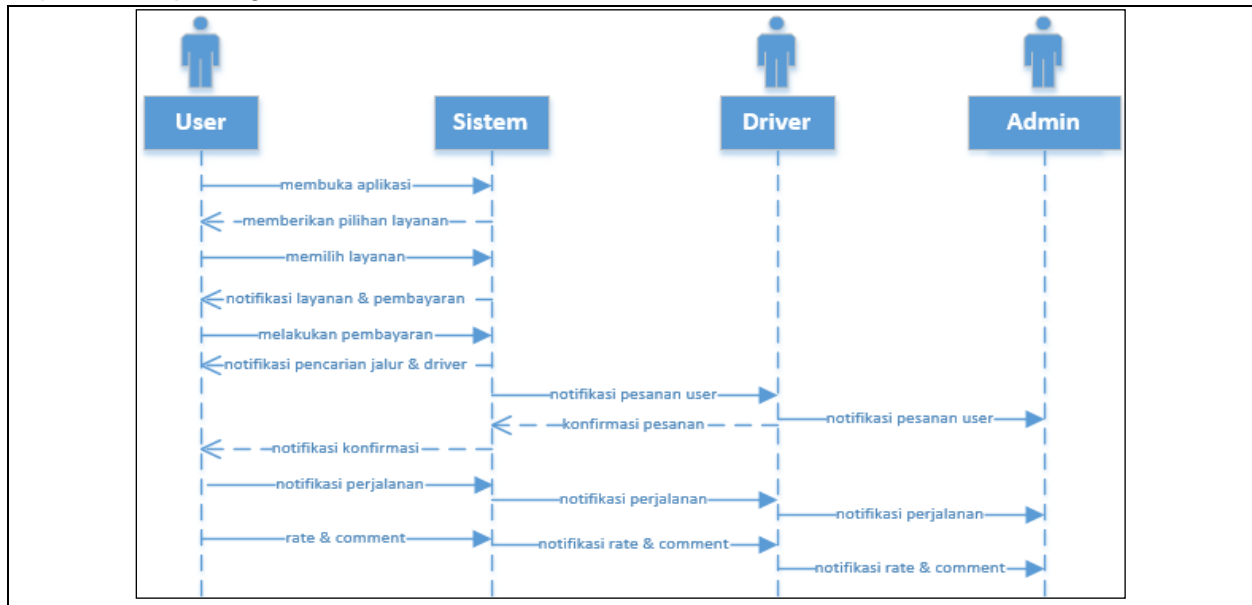 User
Sistem
Driver
Admin
membuka aplikasi
memberikan pilihan layanan
memilih layanan
notifikasi layanan & pembayaran
melakukan pembayaran
notifikasi pencarian jalur & driver
notifikasi pesanan user
notifikasi pesanan user
konfirmasi pesanan
notifikasi konfirmasi
notifikasi perjalanan
notifikasi perjalanan
notifikasi perjalanan
rate & comment
notifikasi rate & comment
notifikasi rate & comment